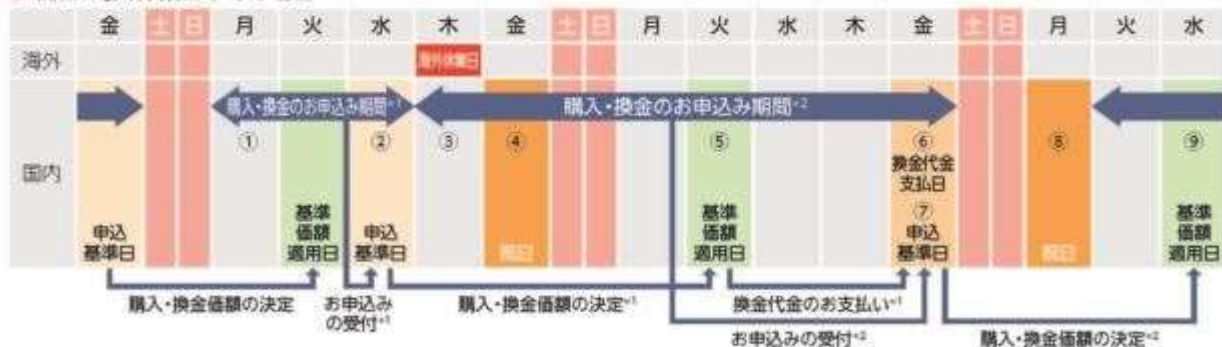 金 土 日 月 火 水 木 金 土 日 月 火 水 木 金 土 日 月 火 水
海外 海外休業日
購入・換金のお申込み期間*1 購入・換金のお申込み期間*2
① ② ③ ④ ⑤ ⑥ ⑧ ⑨
国内
換金代金
支払日
⑦
申込
基準日
基準
価額
適用日
申込
基準日
祝日
基準
価額
適用日
申込
基準日
祝日
基準
価額
適用日
購入・換金価額の決定
お申込み
の受付*1
購入・換金価額の決定*1
換金代金のお支払い*1
お申込みの受付*2
購入・換金価額の決定*2